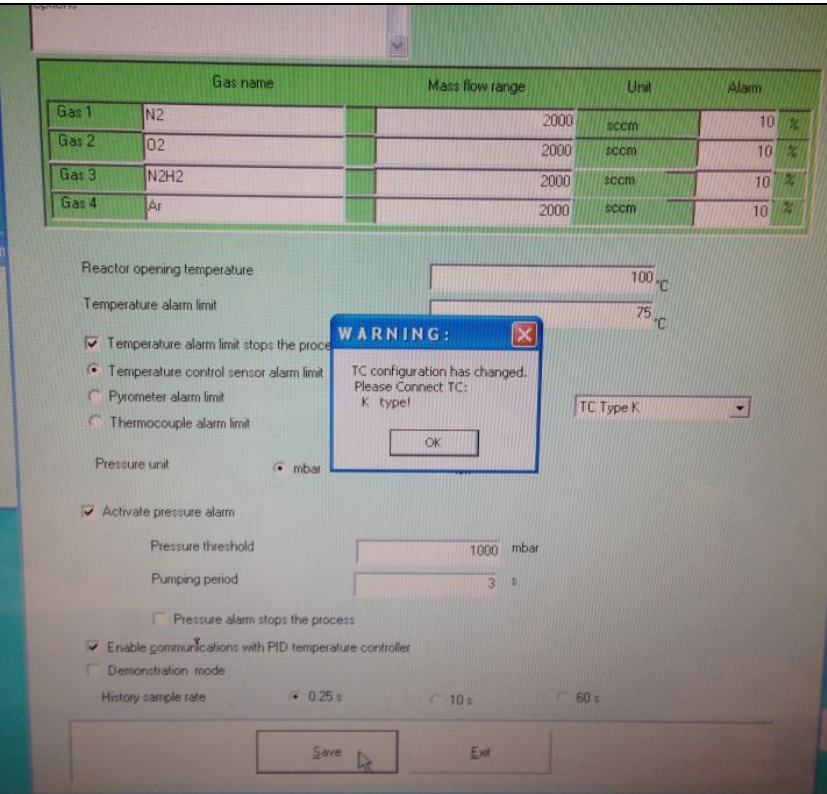 options
Gas name Mass flow range Unit Alarm
Gas 1 N2 2000 sccm 10 %
Gas 2 O2 2000 sccm 10 %
Gas 3 N2H2 2000 sccm 10 %
Gas 4 Ar 2000 sccm 10 %
Reactor opening temperature 100 °C
Temperature alarm limit 75 °C
WARNING:
TC configuration has changed.
Please Connect TC:
K type!
OK
Temperature alarm limit stops the proce
Temperature control sensor alarm limit
Pyrometer alarm limit TC Type K
Thermocouple alarm limit
Pressure unit mbar
Activate pressure alarm
Pressure threshold 1000 mbar
Pumping period 3 s
Pressure alarm stops the process
Enable communications with PID temperature controller
Demonstration mode
History sample rate 0.25 s 10 s 60 s
Save Exit